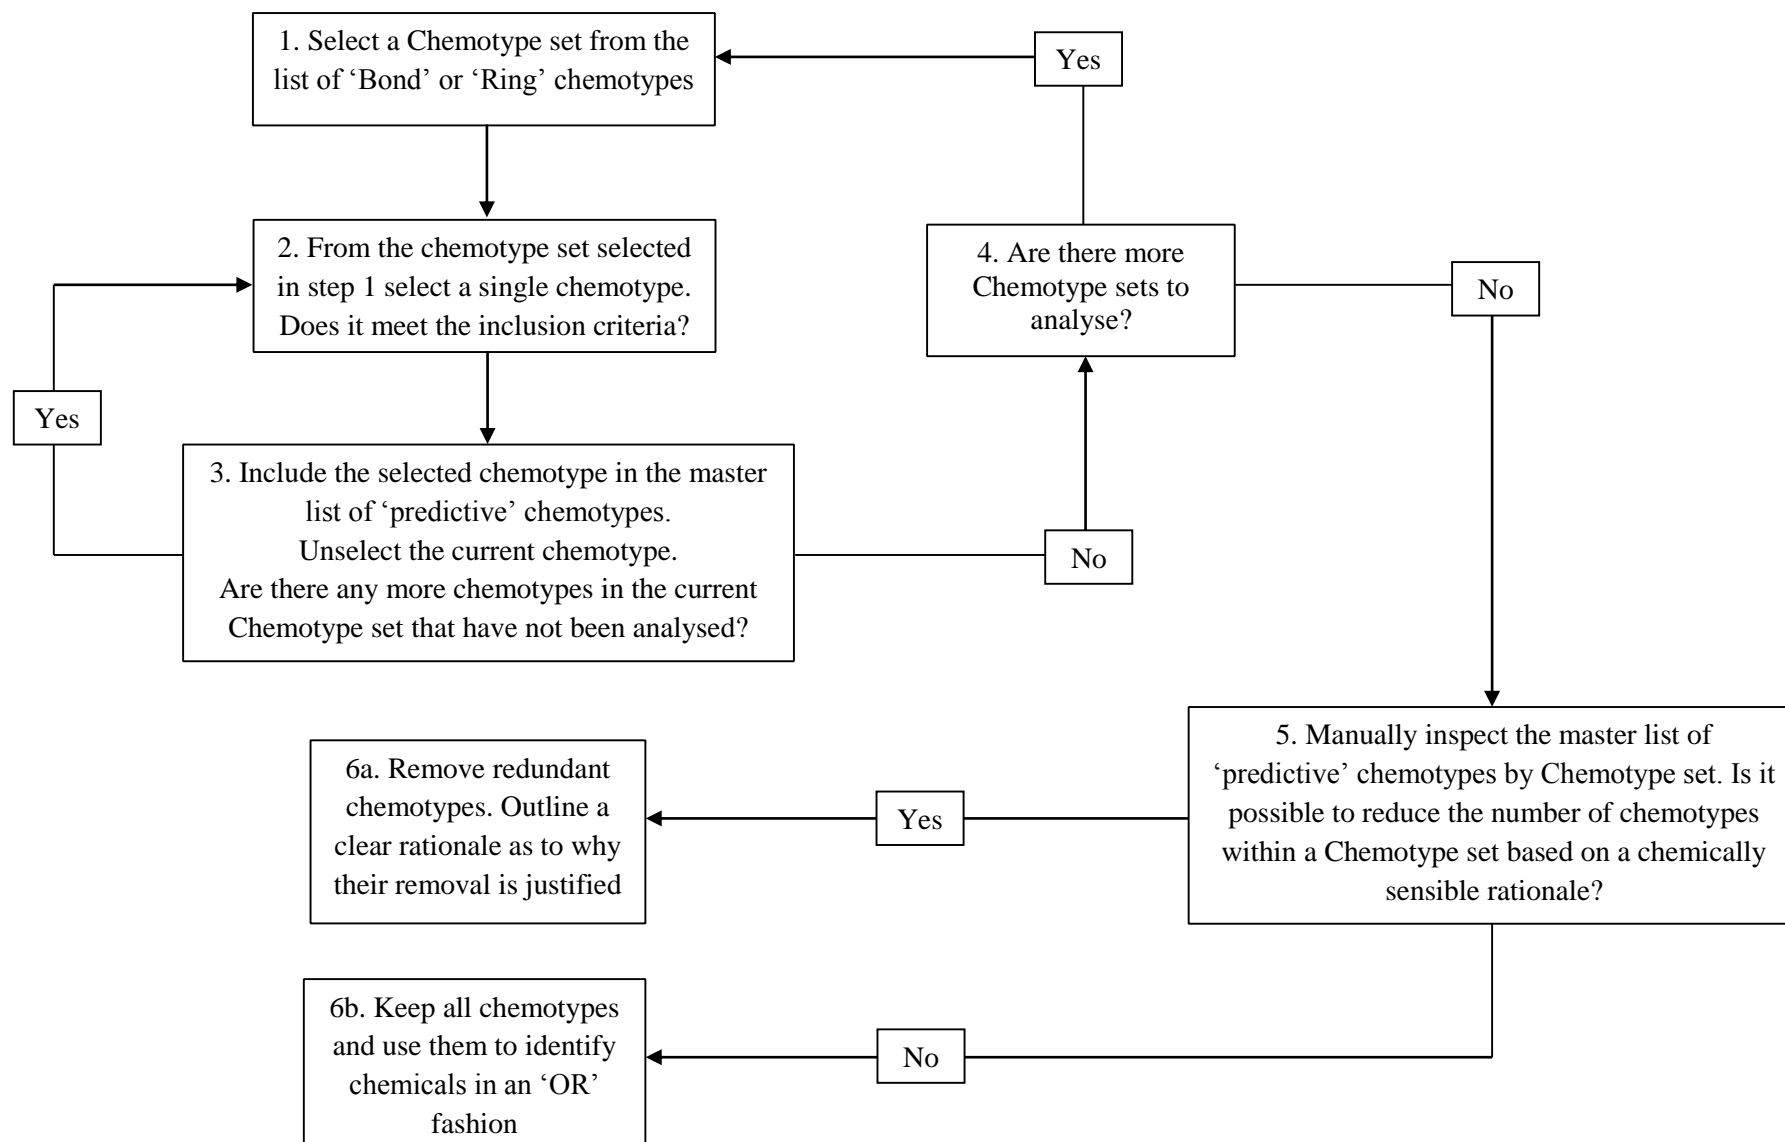 1. Select a Chemotype set from the
list of ‘Bond’ or ‘Ring’ chemotypes
Yes
2. From the chemotype set selected
in step 1 select a single chemotype.
Does it meet the inclusion criteria?
4. Are there more
Chemotype sets to
analyse?
No
Yes
3. Include the selected chemotype in the master
list of ‘predictive’ chemotypes.
Unselect the current chemotype.
Are there any more chemotypes in the current
Chemotype set that have not been analysed?
No
5. Manually inspect the master list of
‘predictive’ chemotypes by Chemotype set. Is it
possible to reduce the number of chemotypes
within a Chemotype set based on a chemically
sensible rationale?
Yes
6a. Remove redundant
chemotypes. Outline a
clear rationale as to why
their removal is justified
No
6b. Keep all chemotypes
and use them to identify
chemicals in an ‘OR’
fashion